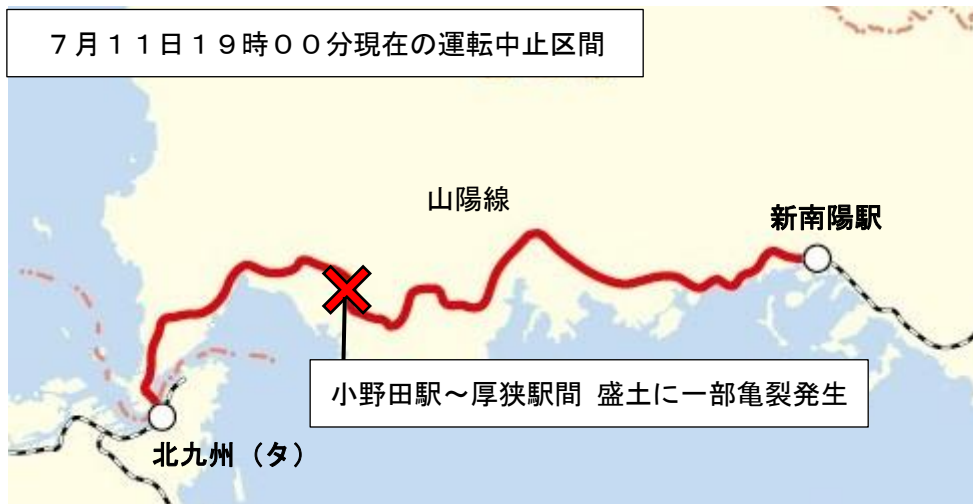 ７月１１日１９時００分現在の運転中止区間
山陽線
新南陽駅
小野田駅～厚狭駅間 盛土に一部亀裂発生
北九州（タ）